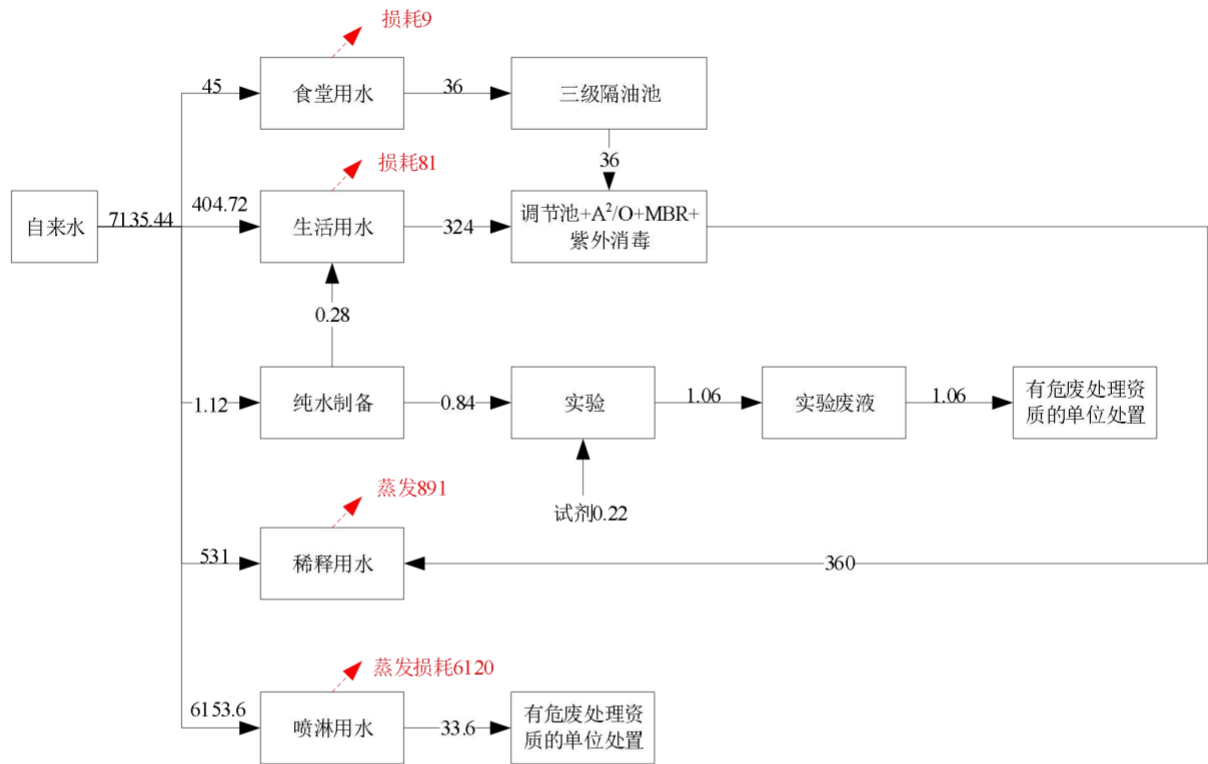 损耗9
45
食堂用水
36
三级隔油池
36
损耗81
自来水
7135.44
404.72
生活用水
324
调节池+A²/O+MBR+
紫外消毒
0.28
1.12
纯水制备
0.84
实验
1.06
实验废液
1.06
有危废处理资
质的单位处置
试剂0.22
蒸发891
531
稀释用水
360
蒸发损耗6120
6153.6
喷淋用水
33.6
有危废处理资
质的单位处置